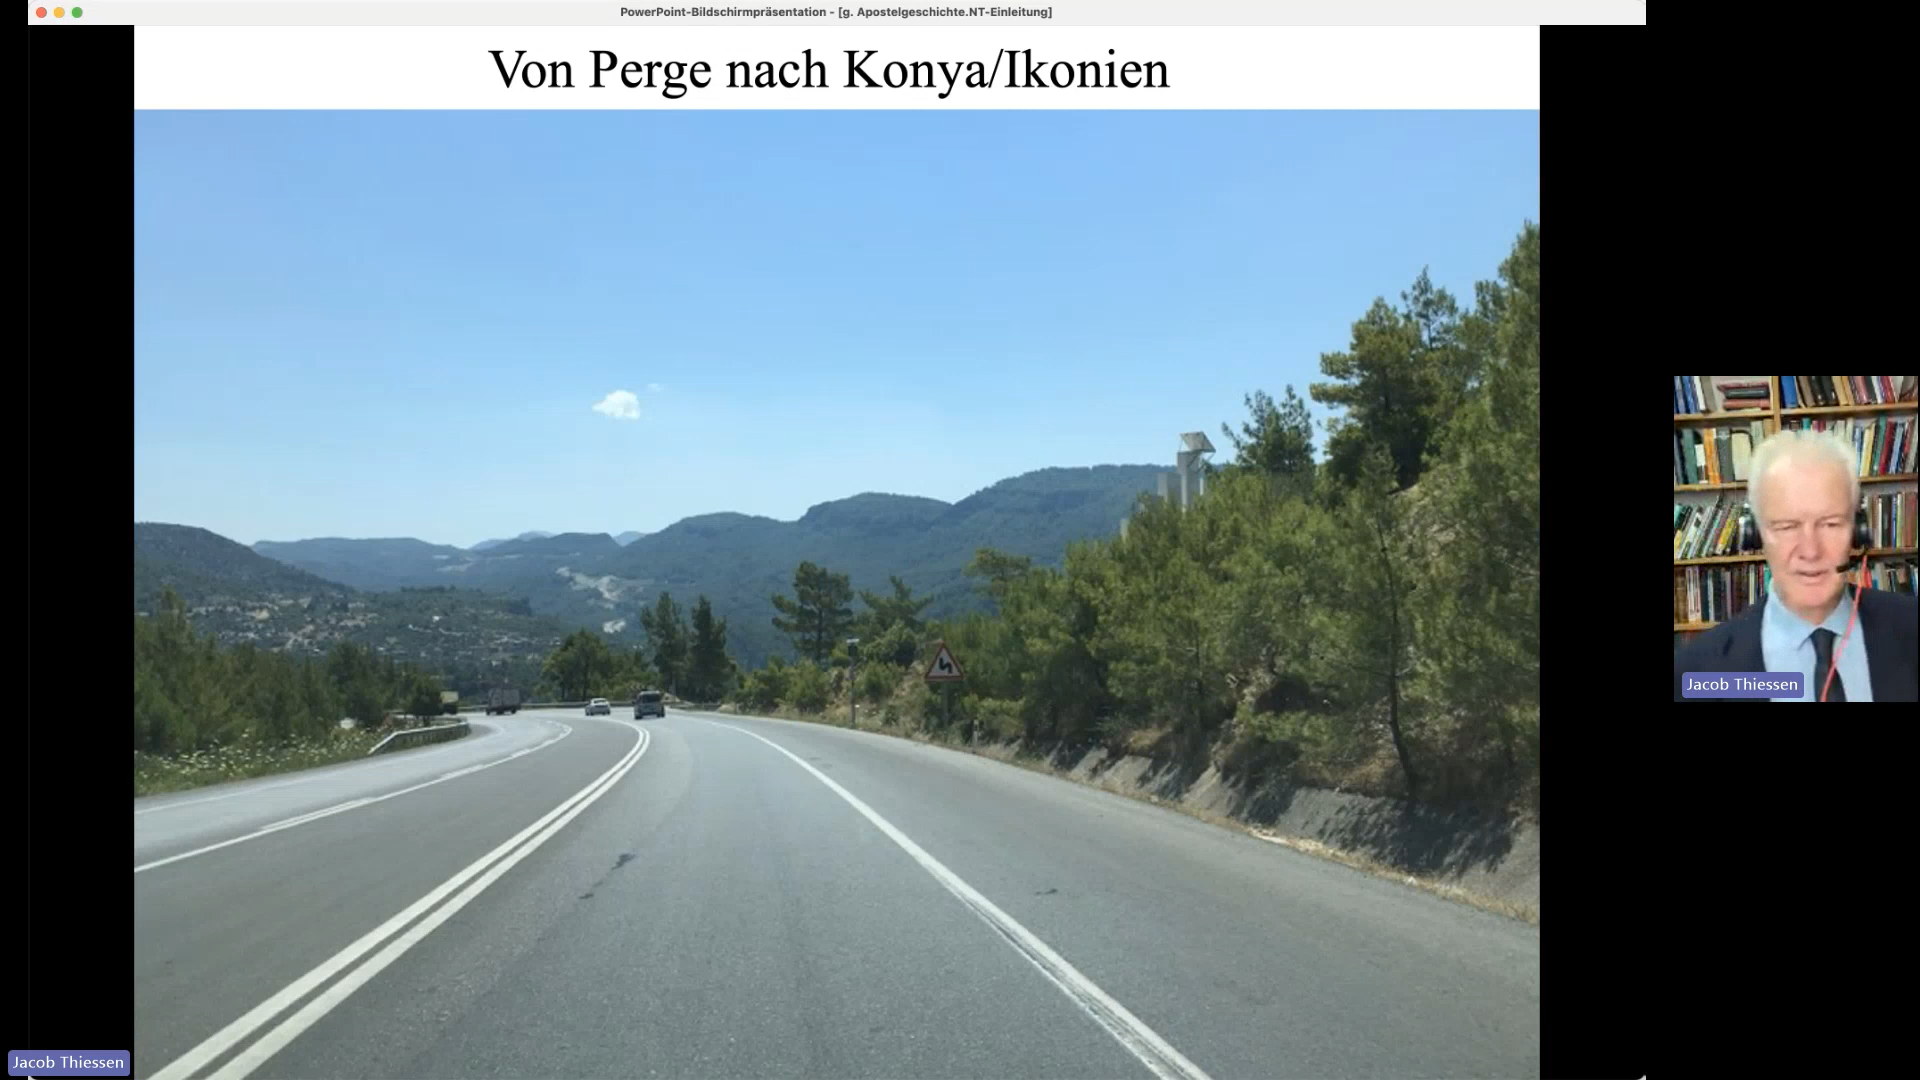 PowerPoint-Bildschirmpräsentation - [g. Apostelgeschichte.NT-Einleitung]
Von Perge nach Konya/Ikonien
Jacob Thiessen
Jacob Thiessen